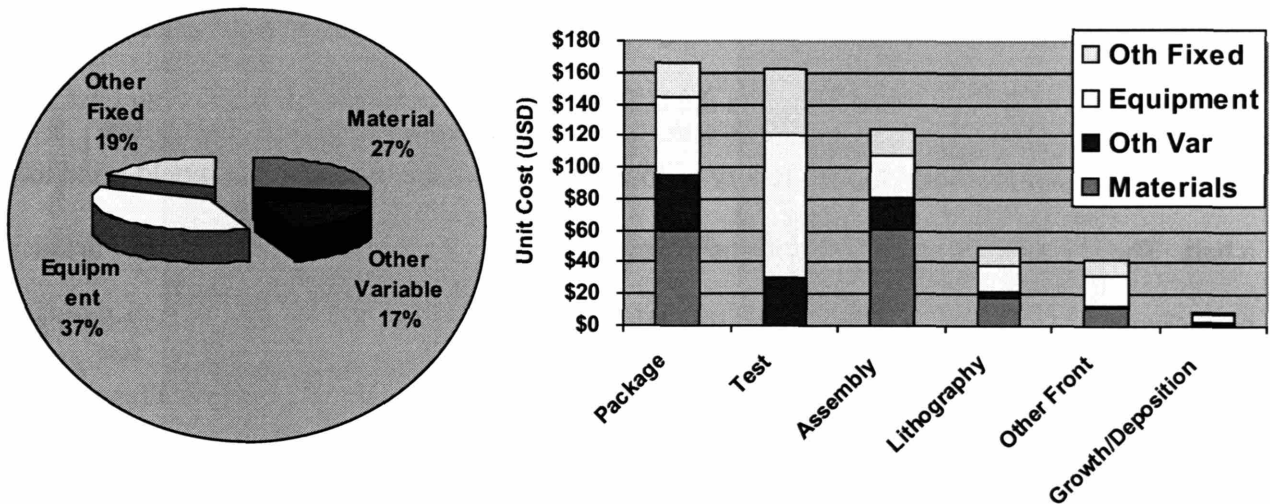 Other
Fixed
19%
Material
27%
Equipm
ent
37%
Other
Variable
17%
Unit Cost (USD)
$180
$160
$140
$120
$100
$80
$60
$40
$20
$0
Oth Fixed
Equipment
Oth Var
Materials
Package
Test
Assembly
Lithography
Other Front
Growth/Deposition